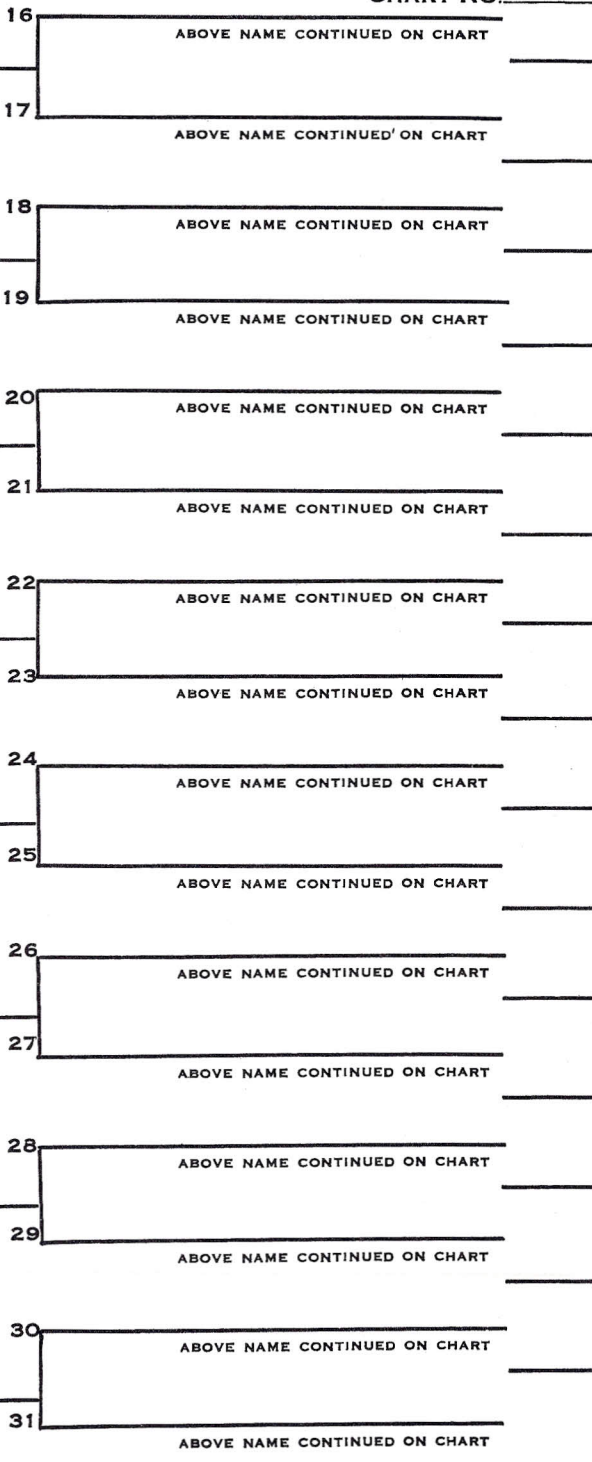 CHART NO.
16
ABOVE NAME CONTINUED ON CHART
17
ABOVE NAME CONTINUED' ON CHART
18
ABOVE NAME CONTINUED ON CHART
19
ABOVE NAME CONTINUED ON CHART
20
ABOVE NAME CONTINUED ON CHART
21
ABOVE NAME CONTINUED ON CHART
22
ABOVE NAME CONTINUED ON CHART
23
ABOVE NAME CONTINUED ON CHART
24
ABOVE NAME CONTINUED ON CHART
25
ABOVE NAME CONTINUED ON CHART
26
ABOVE NAME CONTINUED ON CHART
27
ABOVE NAME CONTINUED ON CHART
28
ABOVE NAME CONTINUED ON CHART
29
ABOVE NAME CONTINUED ON CHART
30
ABOVE NAME CONTINUED ON CHART
31
ABOVE NAME CONTINUED ON CHART